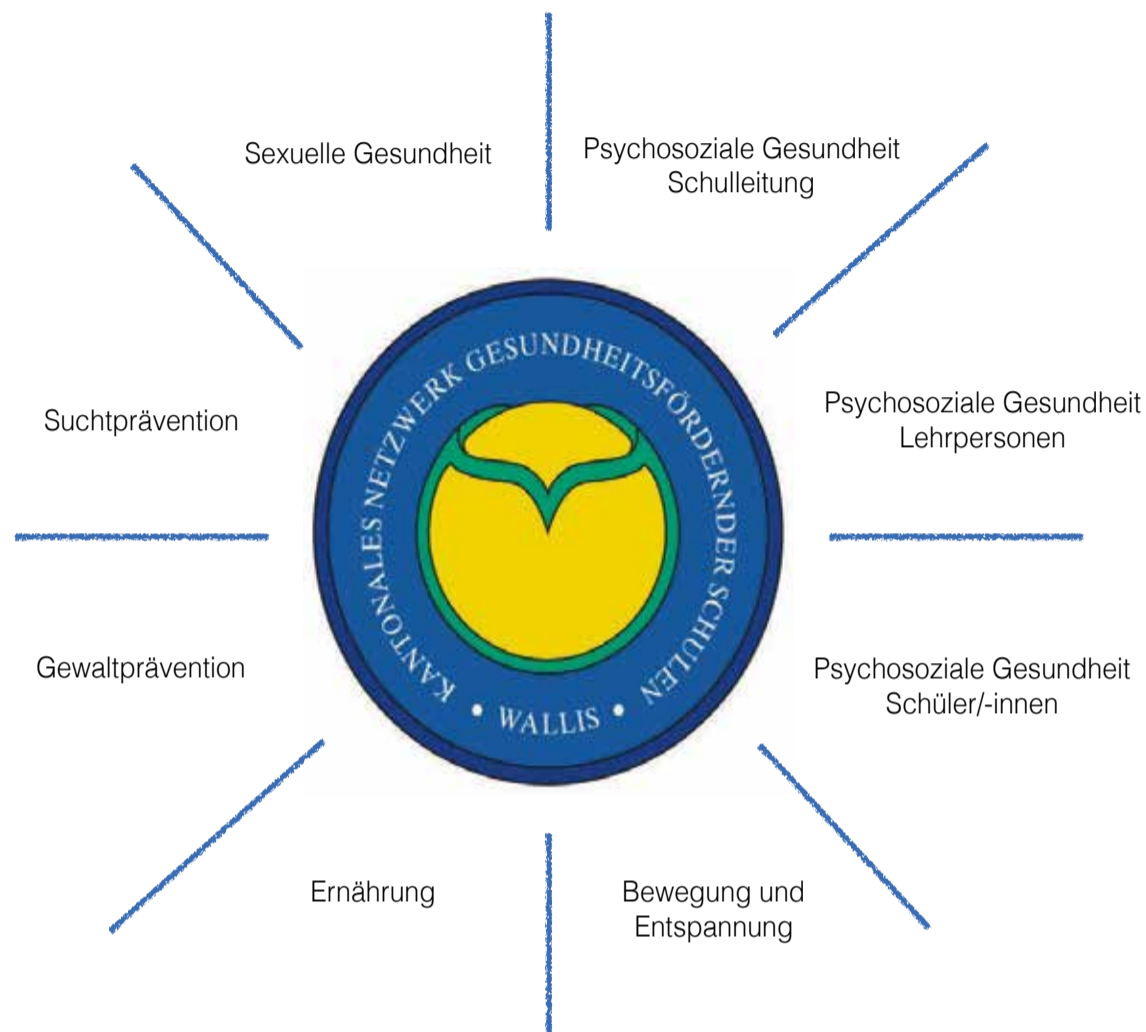 Sexuelle Gesundheit
Psychosoziale Gesundheit
Schulleitung
Suchtprävention
Psychosoziale Gesundheit
Lehrpersonen
KANTONALES NETZWERK GESUNDHEITSFÖRDERNDER SCHULEN
• WALLIS •
Gewaltprävention
Psychosoziale Gesundheit
Schüler/-innen
Ernährung
Bewegung und
Entspannung